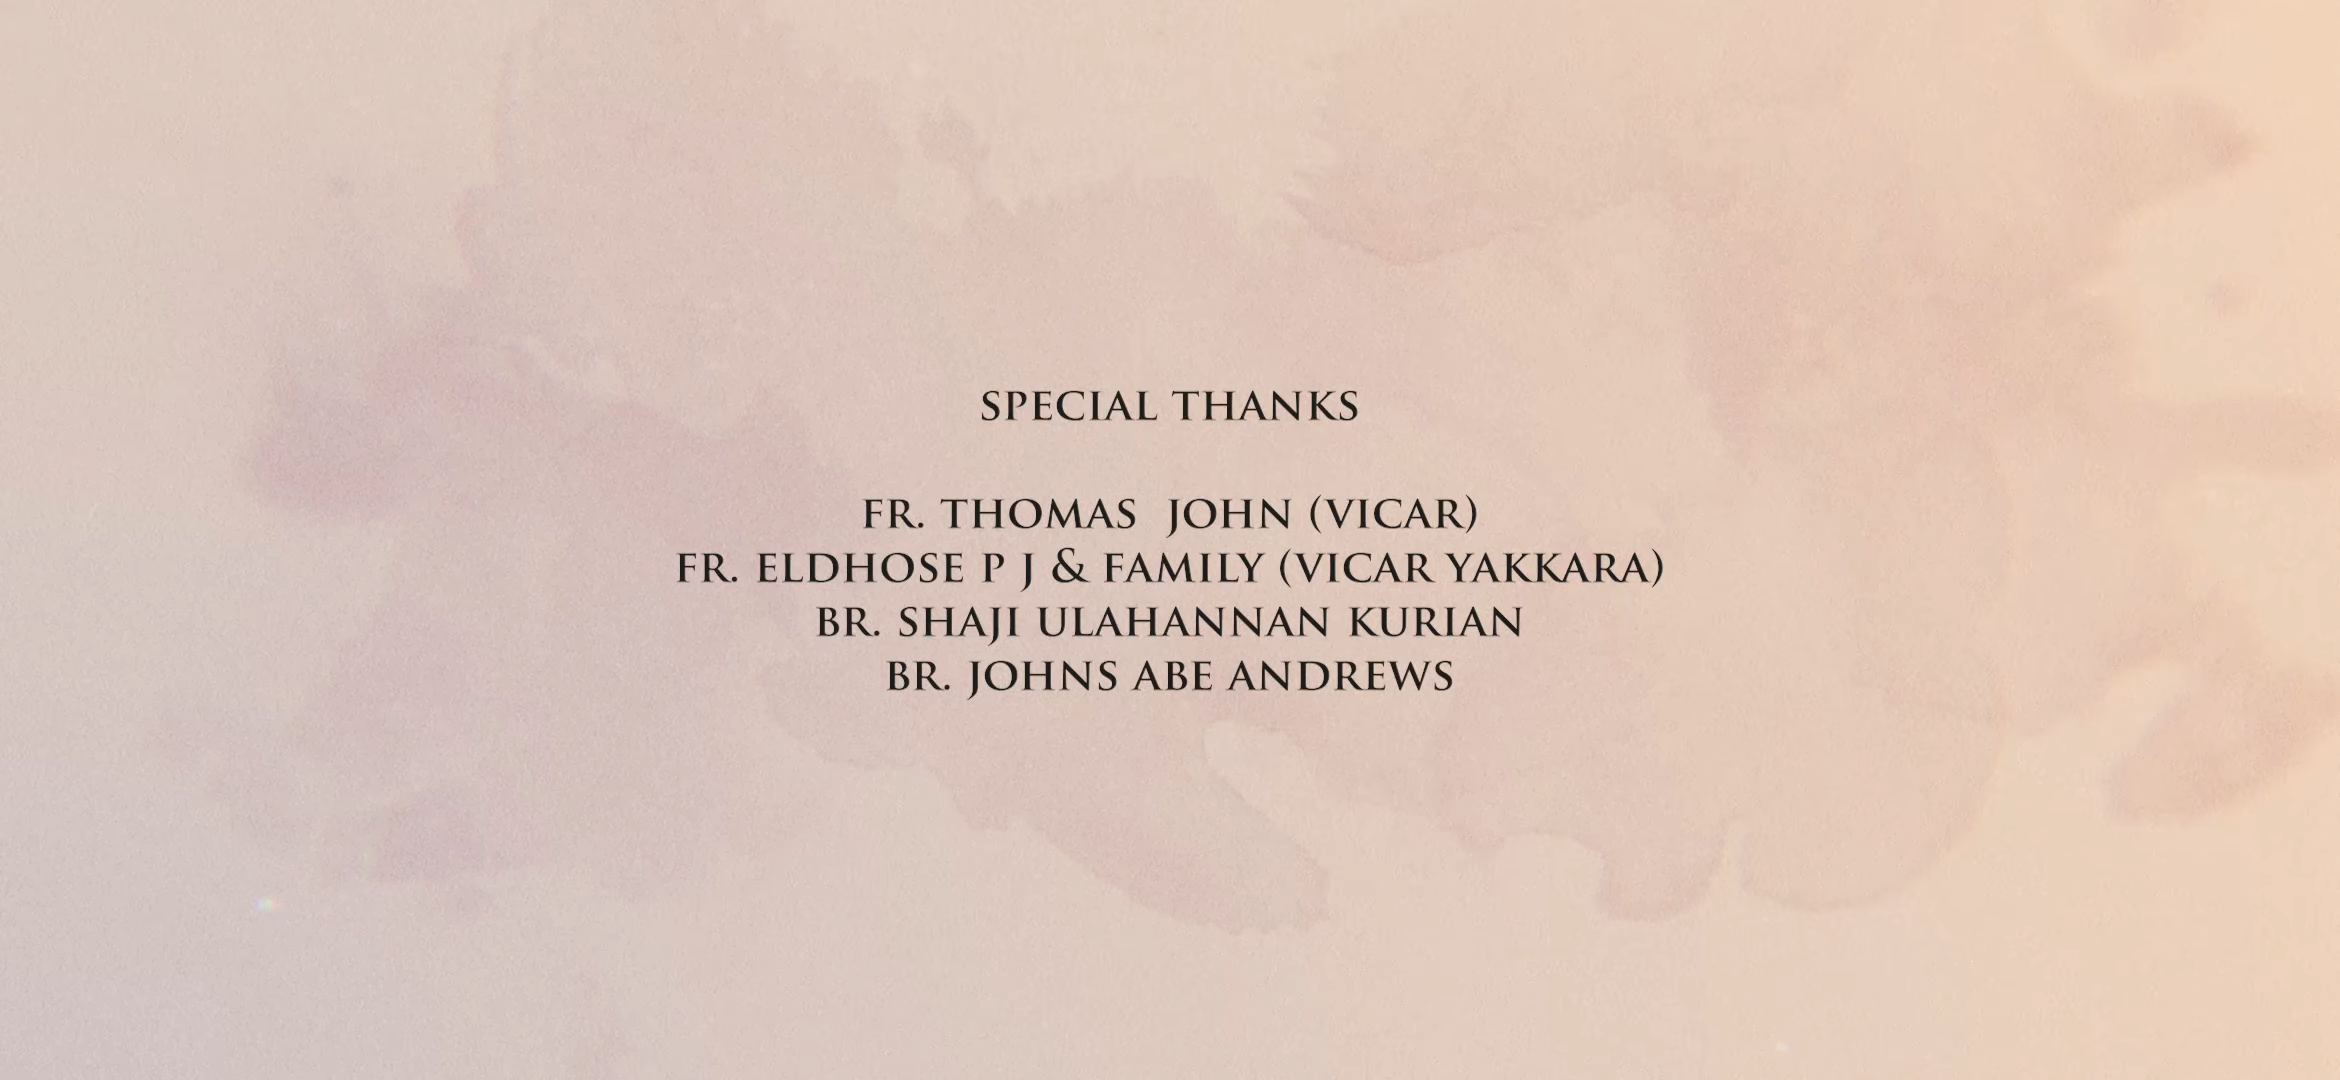 SPECIAL THANKS
FR. THOMAS JOHN (VICAR)
FR. ELDHOSE P J & FAMILY (VICAR YAKKARA)
BR. SHAJI ULAHANNAN KURIAN
BR. JOHNS ABE ANDREWS